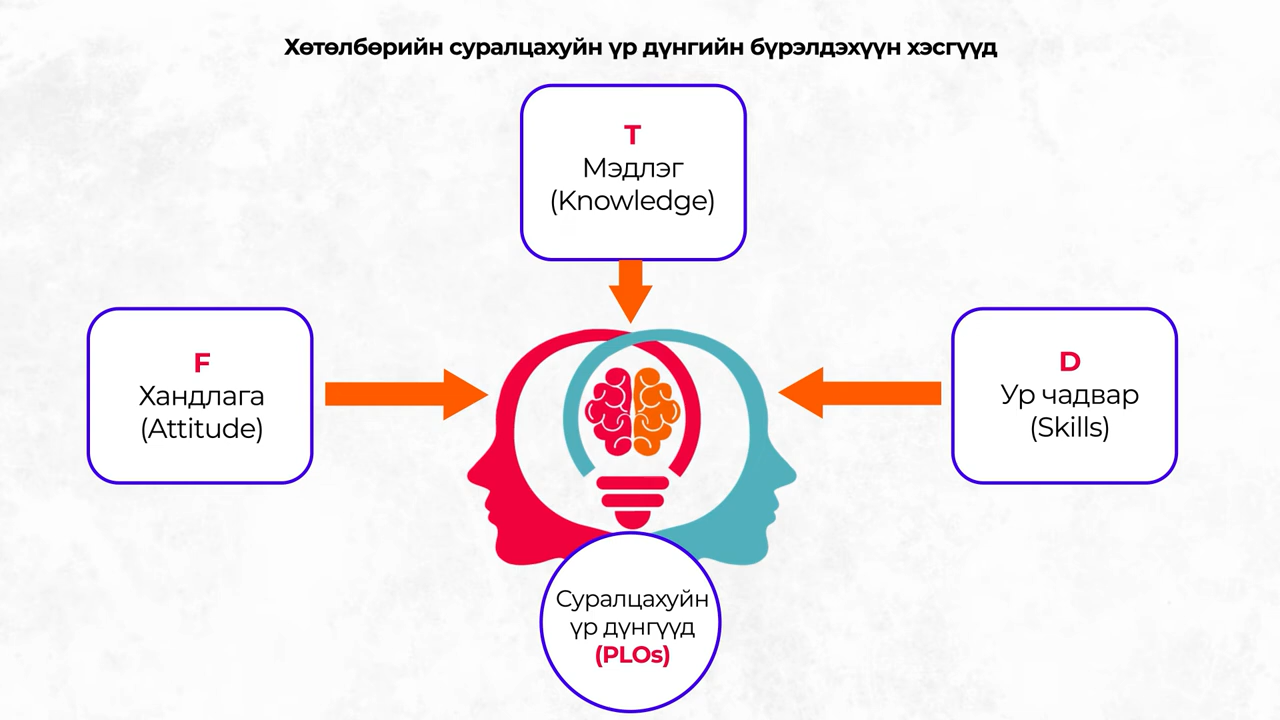 Хөтөлбөрийн суралцахуйн үр дүнгийн бүрэлдэхүүн хэсгүүд
T
Мэдлэг
(Knowledge)
F
Хандлага
(Attitude)
D
Ур чадвар
(Skills)
Суралцахуйн
үр дүнгүүд
(PLOs)